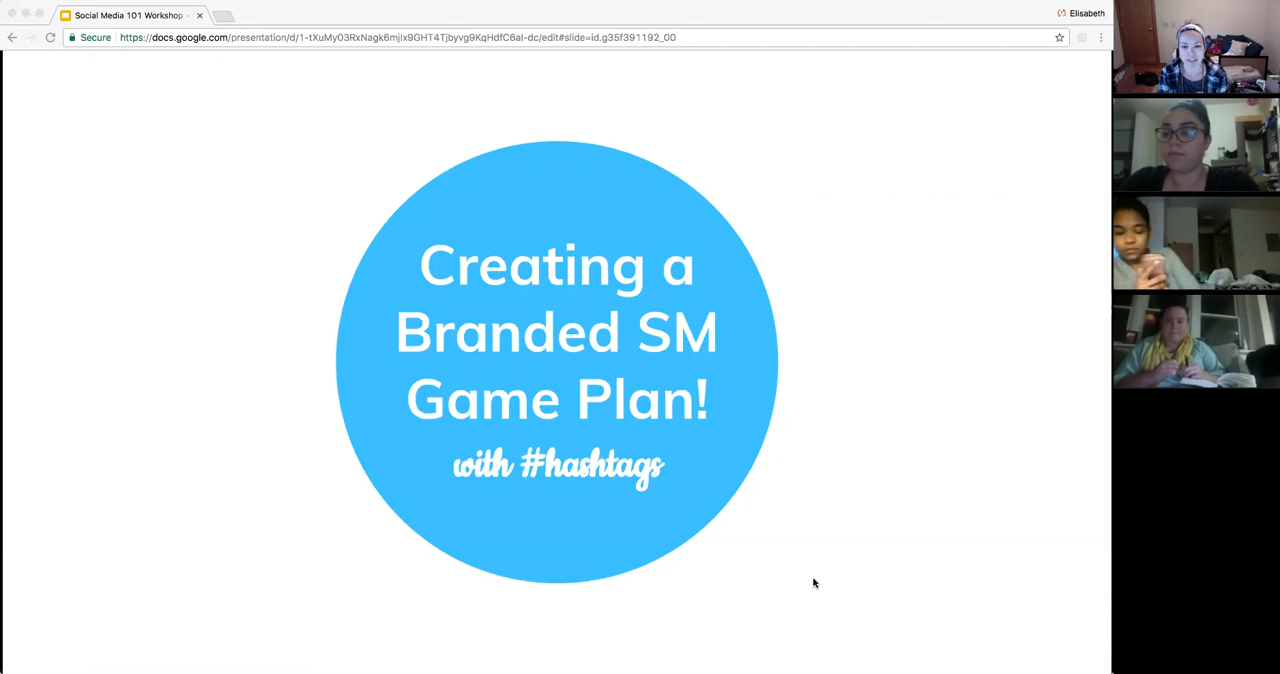 Social Media 101 Workshop -
Elisabeth
Secure
https://docs.google.com/presentation/d/1-tXuMy03RxNagk6mjIx9GHT4Tjbyvg9KqHdfC6aI-dc/edit#slide=id.g35f391192_00
Creating a
Branded SM
Game Plan!
with #hashtags